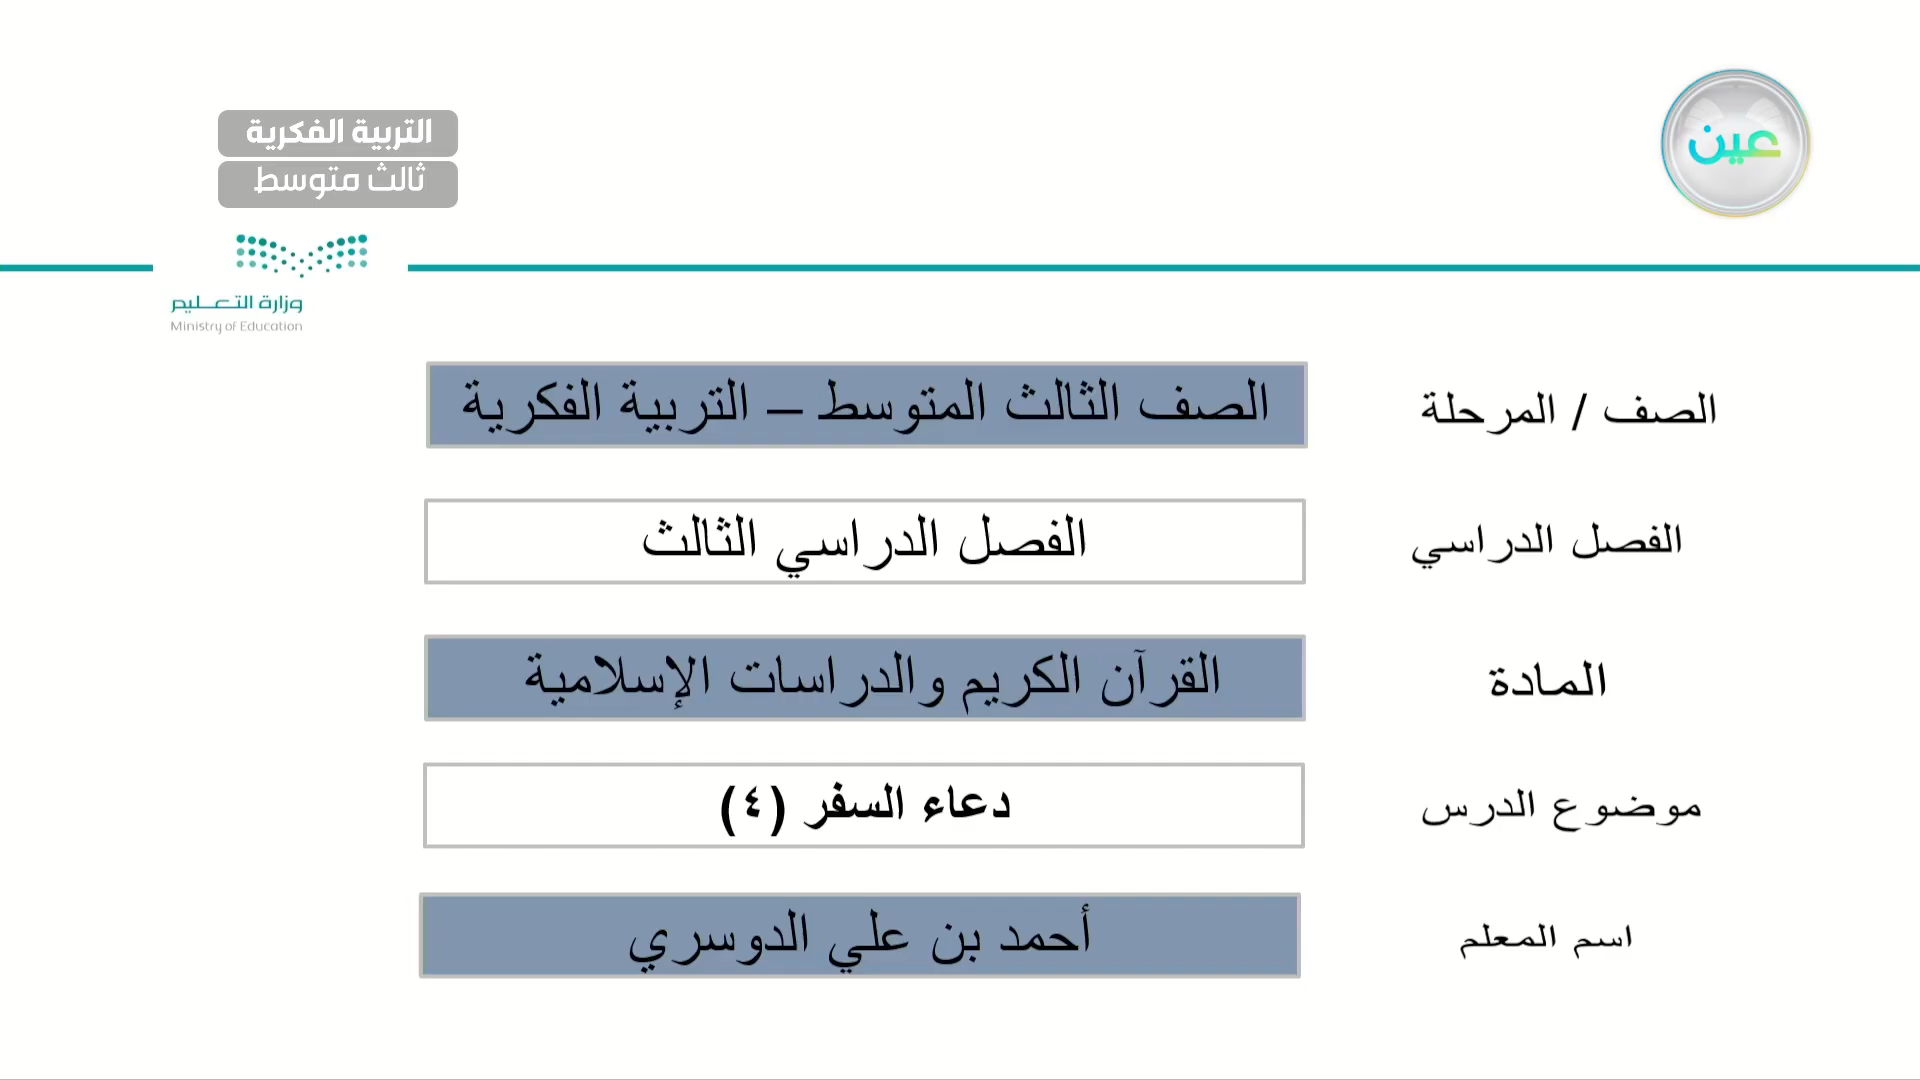 عين
التربية الفكرية
ثالث متوسط
وزارة التعليم
Ministry of Education
الصف / المرحلة
الصف الثالث المتوسط – التربية الفكرية
الفصل الدراسي
الفصل الدراسي الثالث
المادة
القرآن الكريم والدراسات الإسلامية
موضوع الدرس
دعاء السفر (٤)
اسم المعلم
أحمد بن علي الدوسري